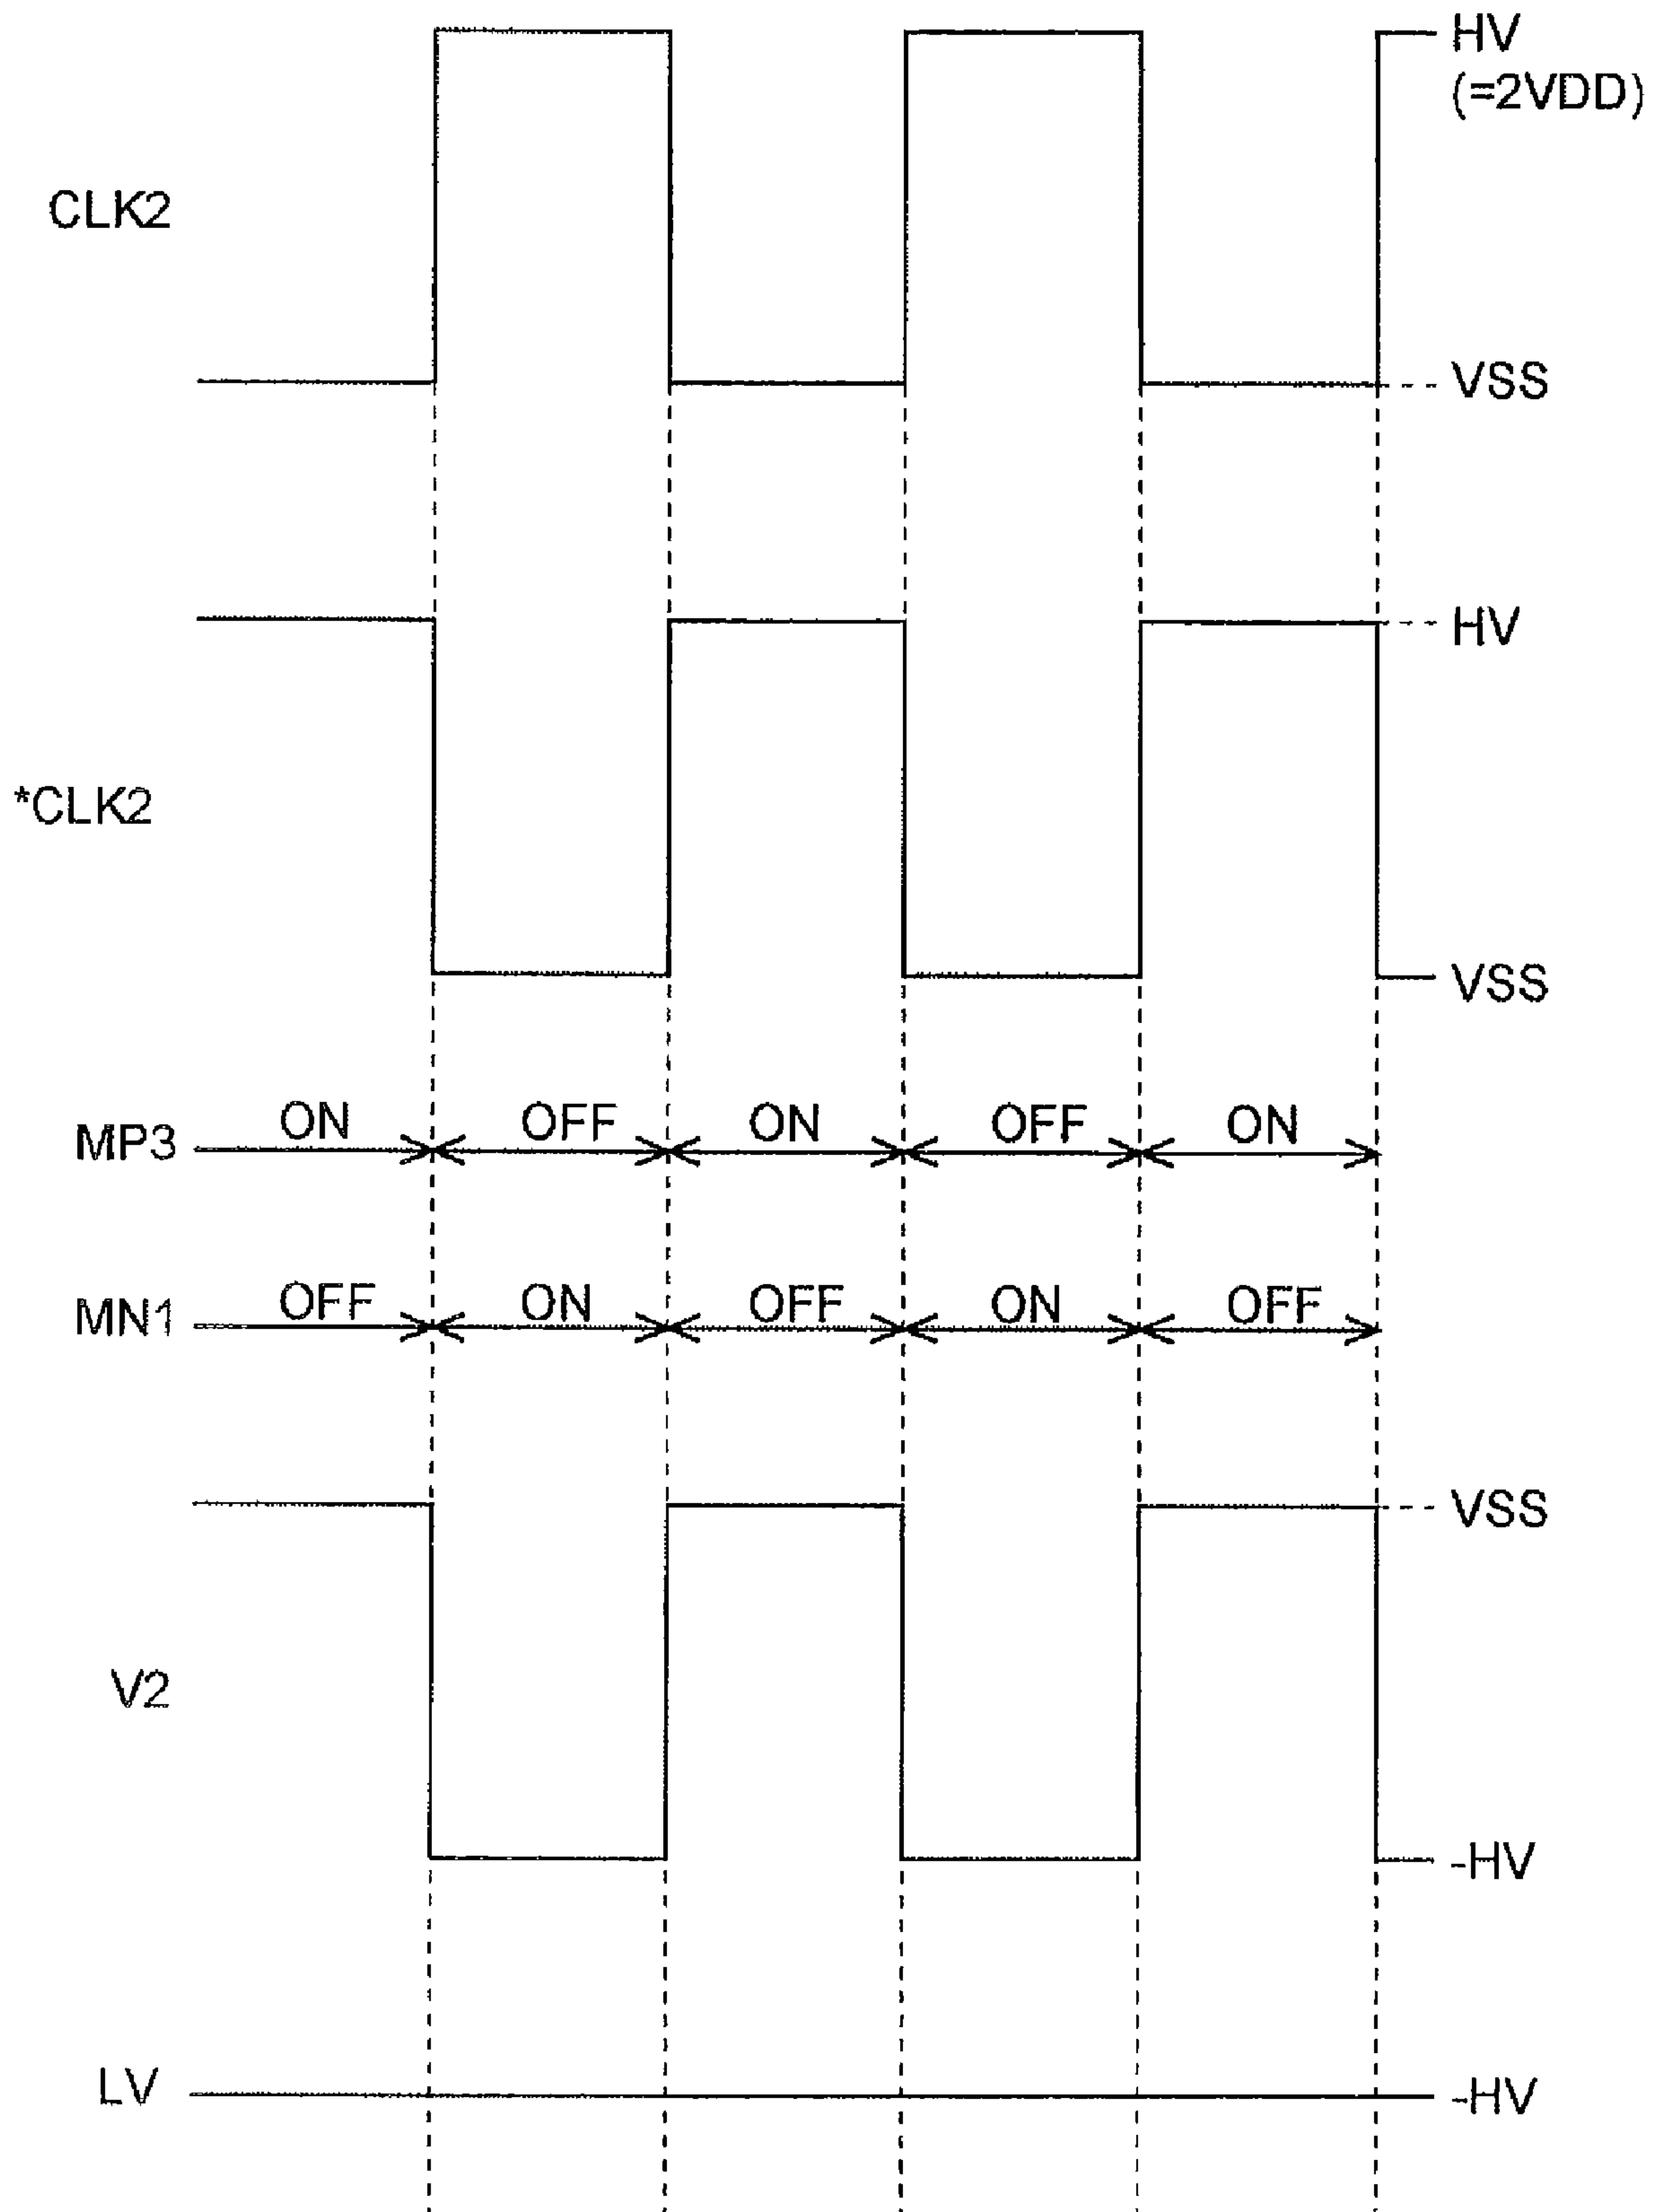 HV
(=2VDD)
CLK2
VSS
HV
*CLK2
VSS
MP3 ON OFF ON OFF ON
MN1 OFF ON OFF ON OFF
VSS
V2
-HV
LV -HV